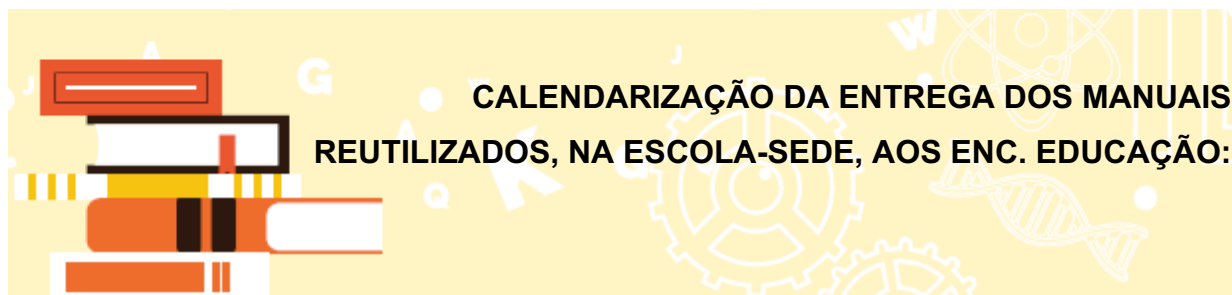 CALENDARIZAÇÃO DA ENTREGA DOS MANUAIS
REUTILIZADOS, NA ESCOLA-SEDE, AOS ENC. EDUCAÇÃO: